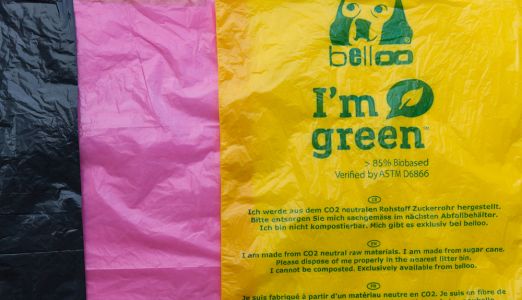 belloo
I'm
green™
> 85% Biobased
Verified by ASTM D6866
DE
Ich werde aus dem CO2 neutralen Rohstoff Zuckerrohr hergestellt.
Bitte entsorgen Sie mich sachgemäss im nächsten Abfallbehälter.
Ich bin nicht kompostierbar. Mich gibt es exklusiv bei belloo.
EN
I am made from CO2 neutral raw materials. I am made from sugar cane.
Please dispose of me properly in the nearest litter bin.
I cannot be composted. Exclusively available from belloo.
Je suis fabriqué à partir d'un matériau neutre en CO2. Je suis en fibre de